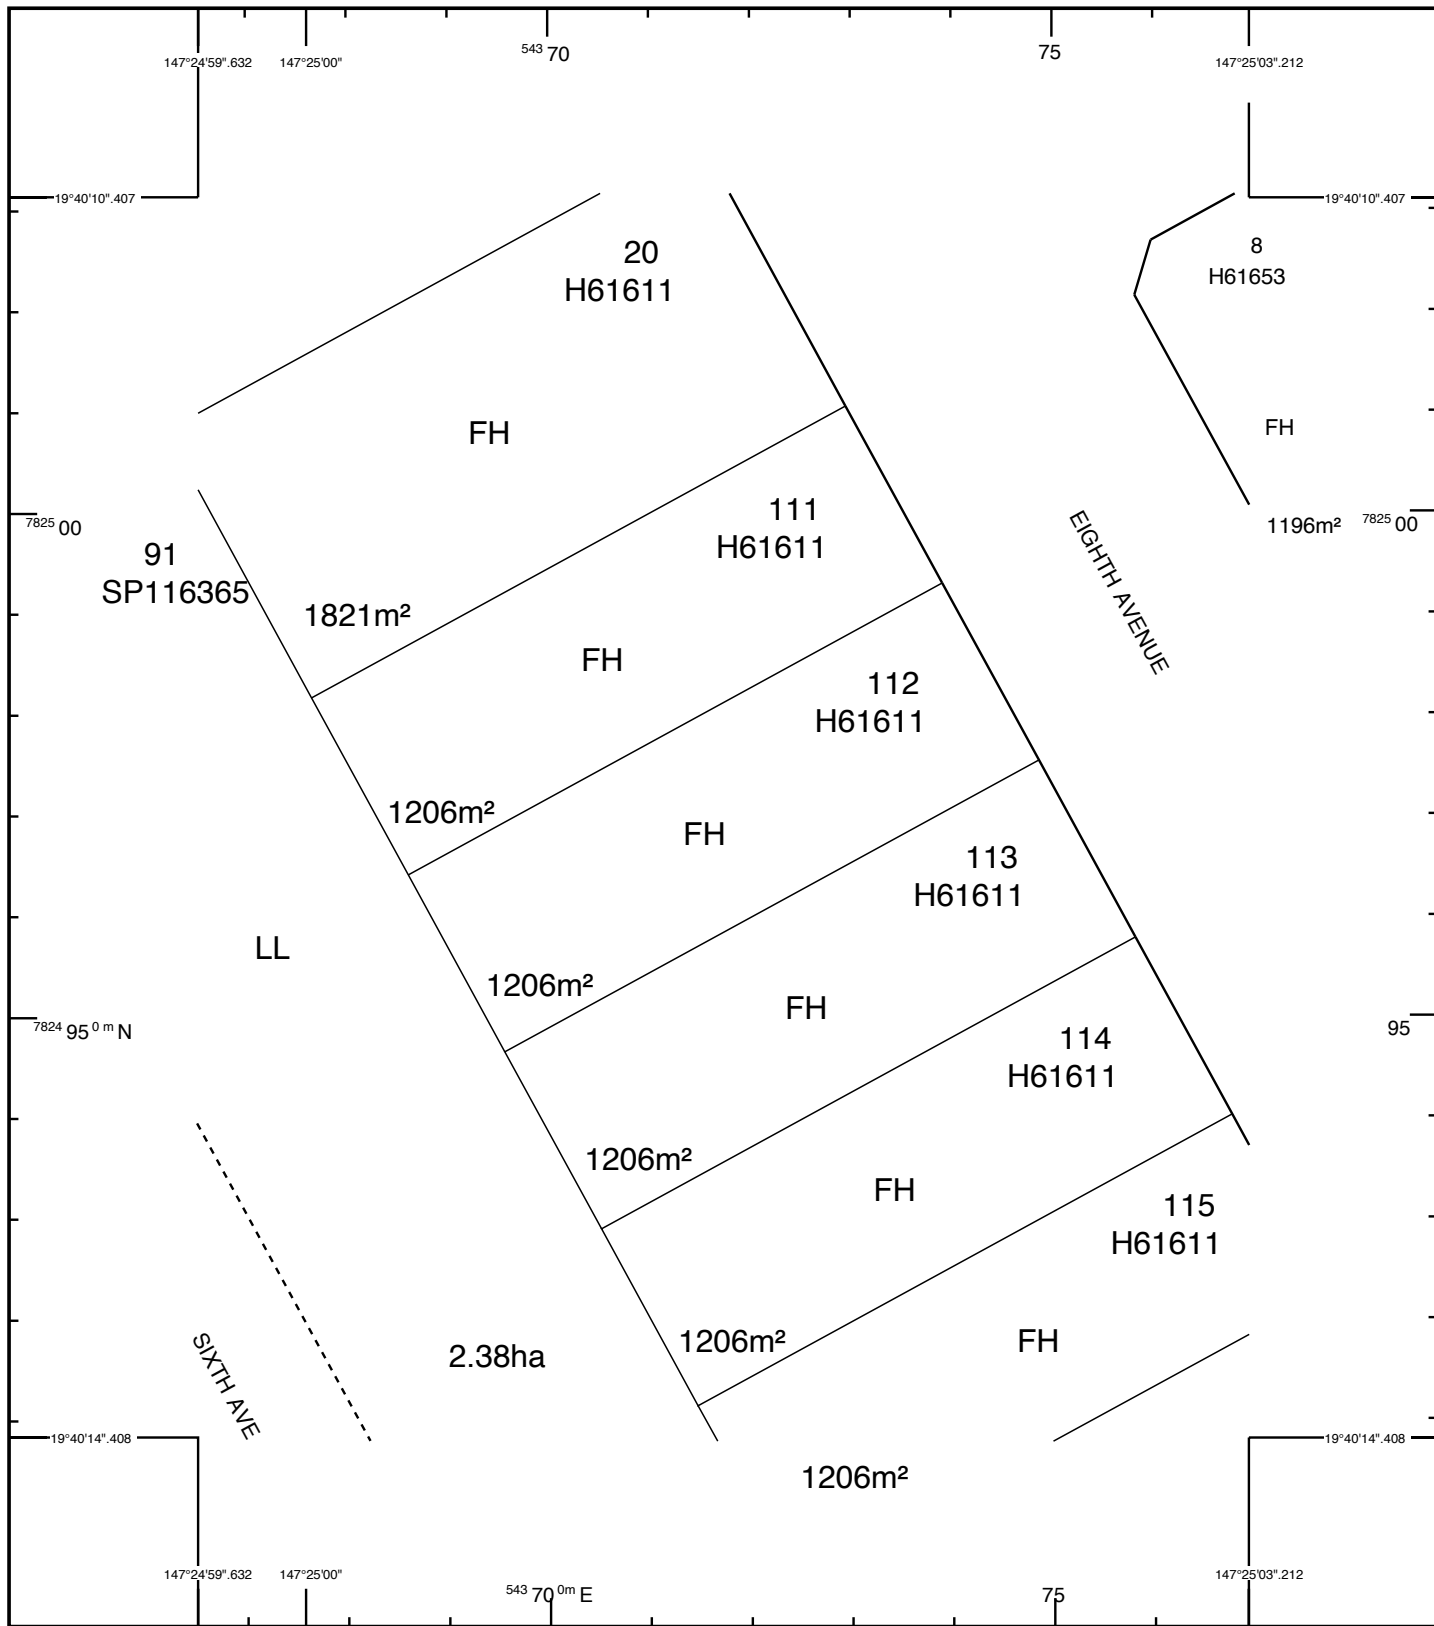 543 70
75
147°24'59".632
147°25'00"
147°25'03".212
19°40'10".407
19°40'10".407
20
H61611
8
H61653
FH
FH
111
H61611
7825 00
1196m²
7825 00
EIGHTH AVENUE
91
SP116365
1821m²
FH
112
H61611
1206m²
FH
113
H61611
LL
1206m²
FH
7824 95 0 m N
95
114
H61611
1206m²
FH
115
H61611
SIXTH AVE
2.38ha
1206m²
FH
19°40'14".408
19°40'14".408
1206m²
147°24'59".632
147°25'00"
147°25'03".212
543 70 0m E
75